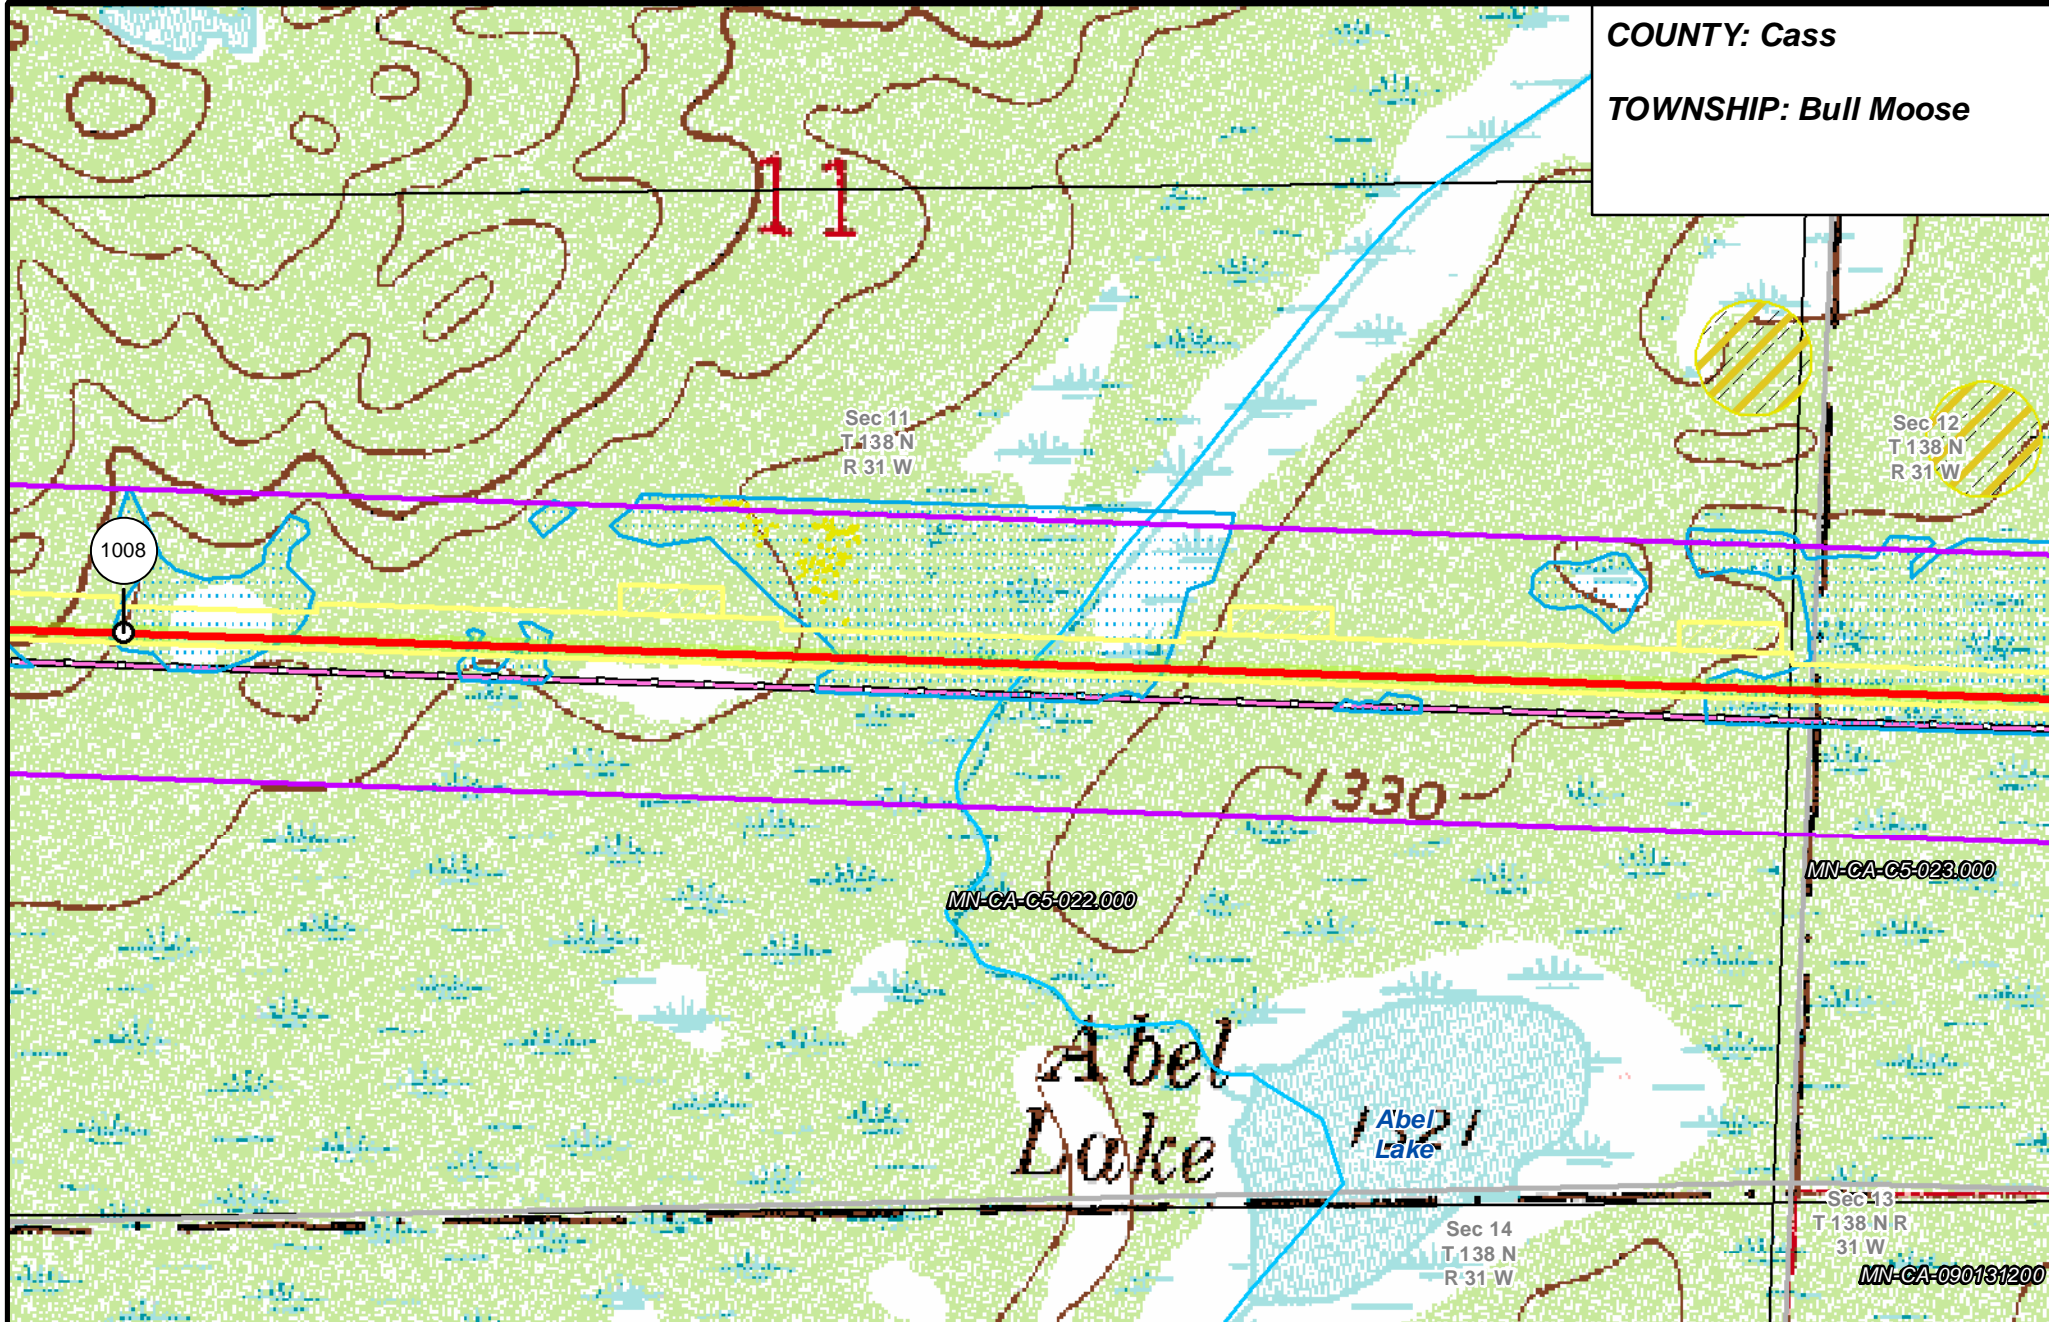 COUNTY: Cass
TOWNSHIP: Bull Moose
11
Sec 11
T 138 N
R 31 W
Sec 12
T 138 N
R 31 W
1008
1330
MN-CA-C5-023.000
MN-CA-C5-022.000
Abel
Lake
1321
Abel
Lake
Sec 13
T 138 N R
31 W
Sec 14
T 138 N
R 31 W
MN-CA-090131200